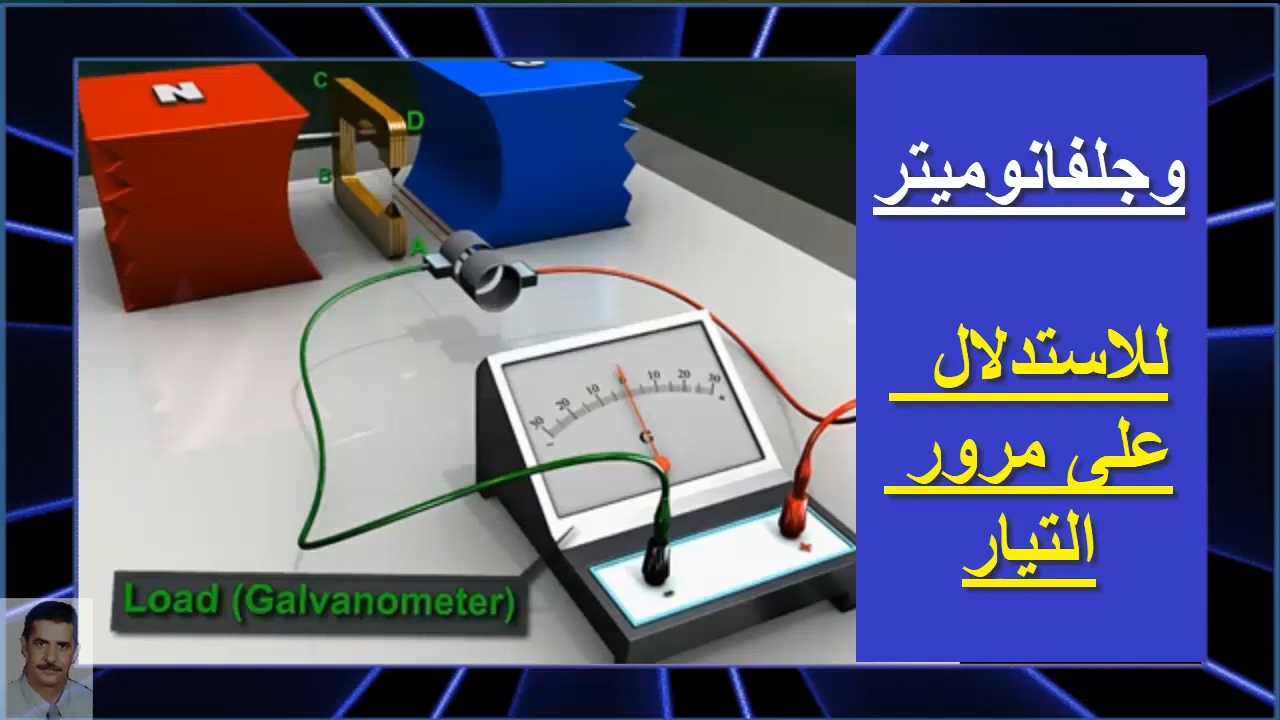 وجلفانوميتر
للاستدلال
على مرور
التيار
N
C
D
B
A
30 20 10 0 10 20 30
G
Load (Galvanometer)